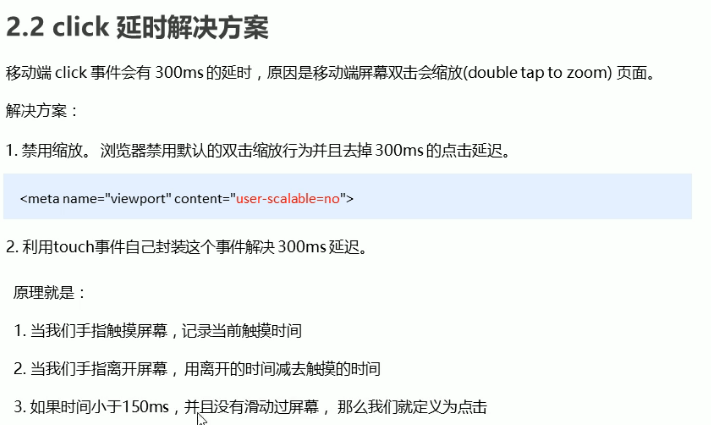 2.2 click 延时解决方案
移动端 click 事件会有 300ms 的延时，原因是移动端屏幕双击会缩放(double tap to zoom) 页面。
解决方案：
1. 禁用缩放。 浏览器禁用默认的双击缩放行为并且去掉 300ms 的点击延迟。
<meta name="viewport" content="user-scalable=no">
2. 利用touch事件自己封装这个事件解决 300ms 延迟。
原理就是：
1. 当我们手指触摸屏幕，记录当前触摸时间
2. 当我们手指离开屏幕，用离开的时间减去触摸的时间
3. 如果时间小于150ms，并且没有滑动过屏幕， 那么我们就定义为点击